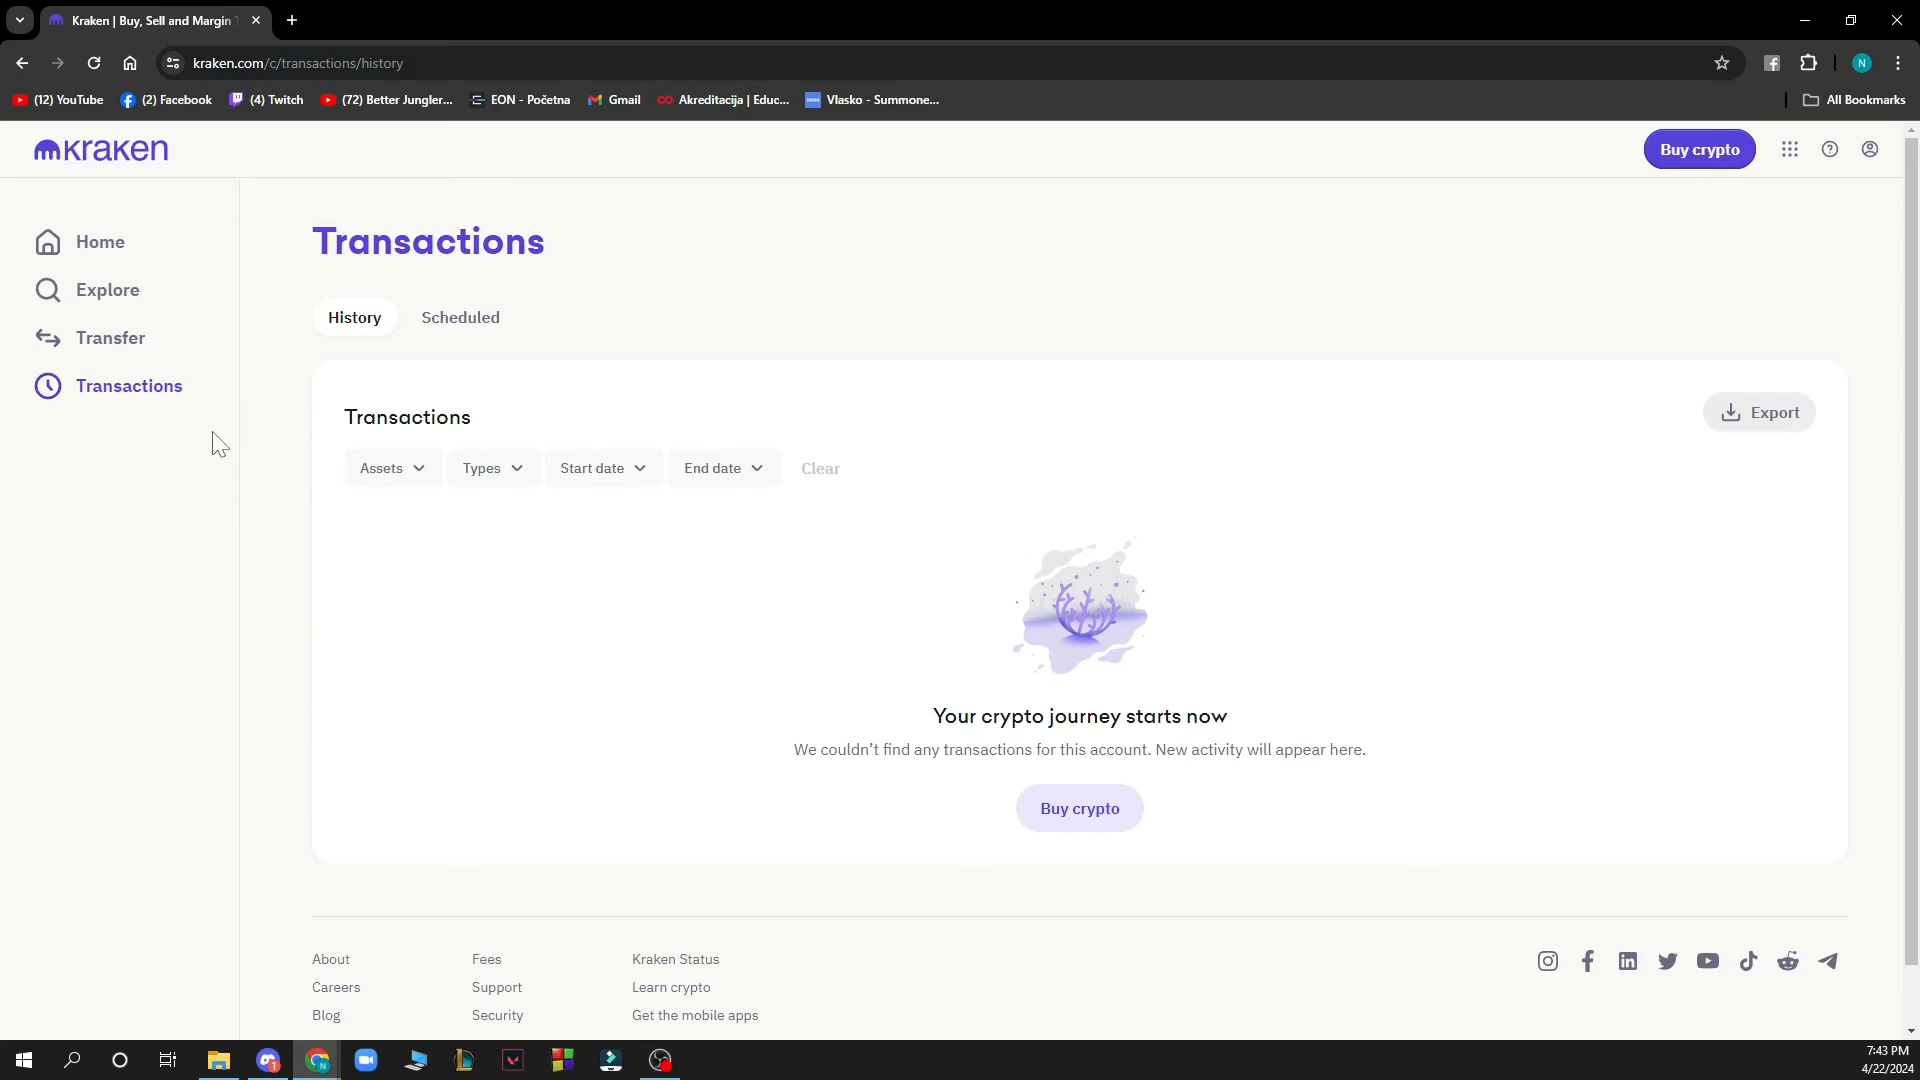 Kraken | Buy, Sell and Margin
kraken.com/c/transactions/history
(12) YouTube
(2) Facebook
(4) Twitch
(72) Better Jungler...
EON - Početna
Gmail
Akreditacija | Educ...
Vlasko - Summone...
All Bookmarks
N
kraken
Buy crypto
Home
Explore
Transfer
Transactions
Transactions
History
Scheduled
Transactions
Export
Assets
Types
Start date
End date
Clear
Your crypto journey starts now
We couldn’t find any transactions for this account. New activity will appear here.
Buy crypto
About
Fees
Kraken Status
Careers
Support
Learn crypto
Blog
Security
Get the mobile apps
1
N
7:43 PM
4/22/2024